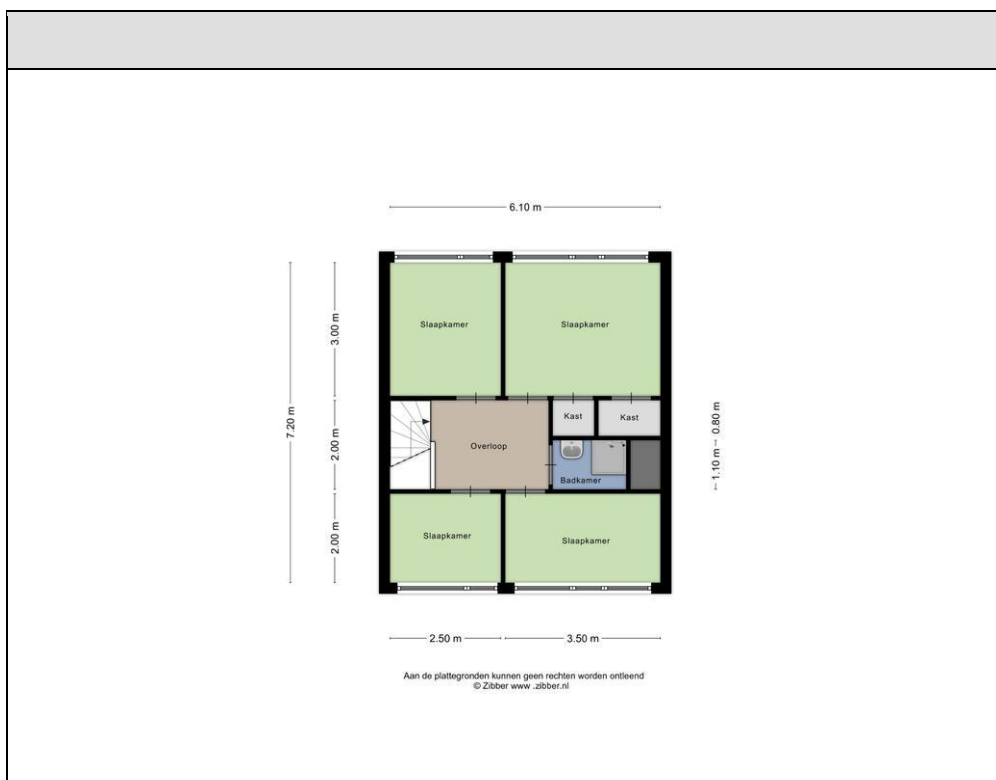 6.10 m
Slaapkamer
Slaapkamer
3.00 m
7.20 m
2.00 m
2.00 m
Kast
Kast
Overloop
Badkamer
0.80 m
1.10 m
Slaapkamer
Slaapkamer
2.50 m
3.50 m
Aan de plattegronden kunnen geen rechten worden ontleend
© Zibber www .zibber.nl